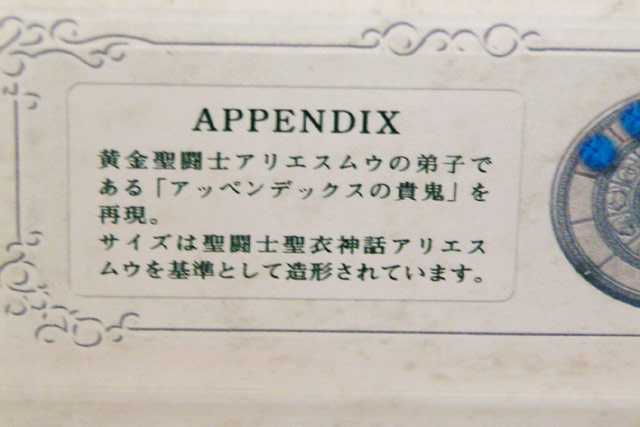 APPENDIX
黄金聖闘士アリエスムウの弟子で
ある「アッペンデックスの貴鬼」を
再現。
サイズは聖闘士聖衣神話アリエス
ムウを基準として造形されています。